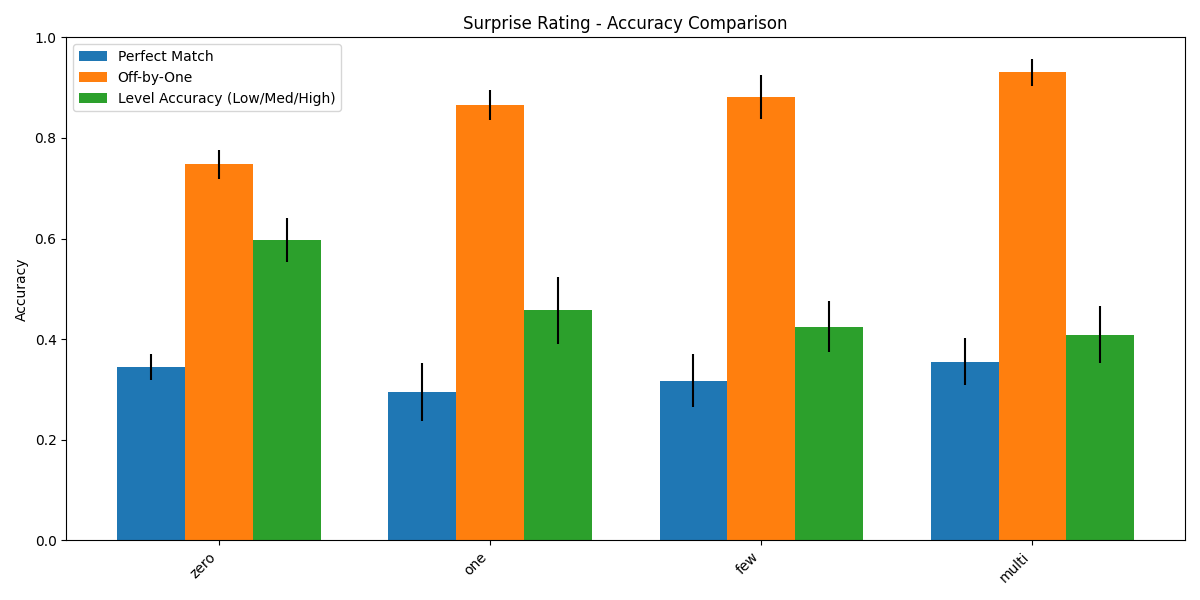 Surprise Rating - Accuracy Comparison
Perfect Match
Off-by-One
Level Accuracy (Low/Med/High)
Accuracy
1.0
0.8
0.6
0.4
0.2
0.0
zero
one
few
multi